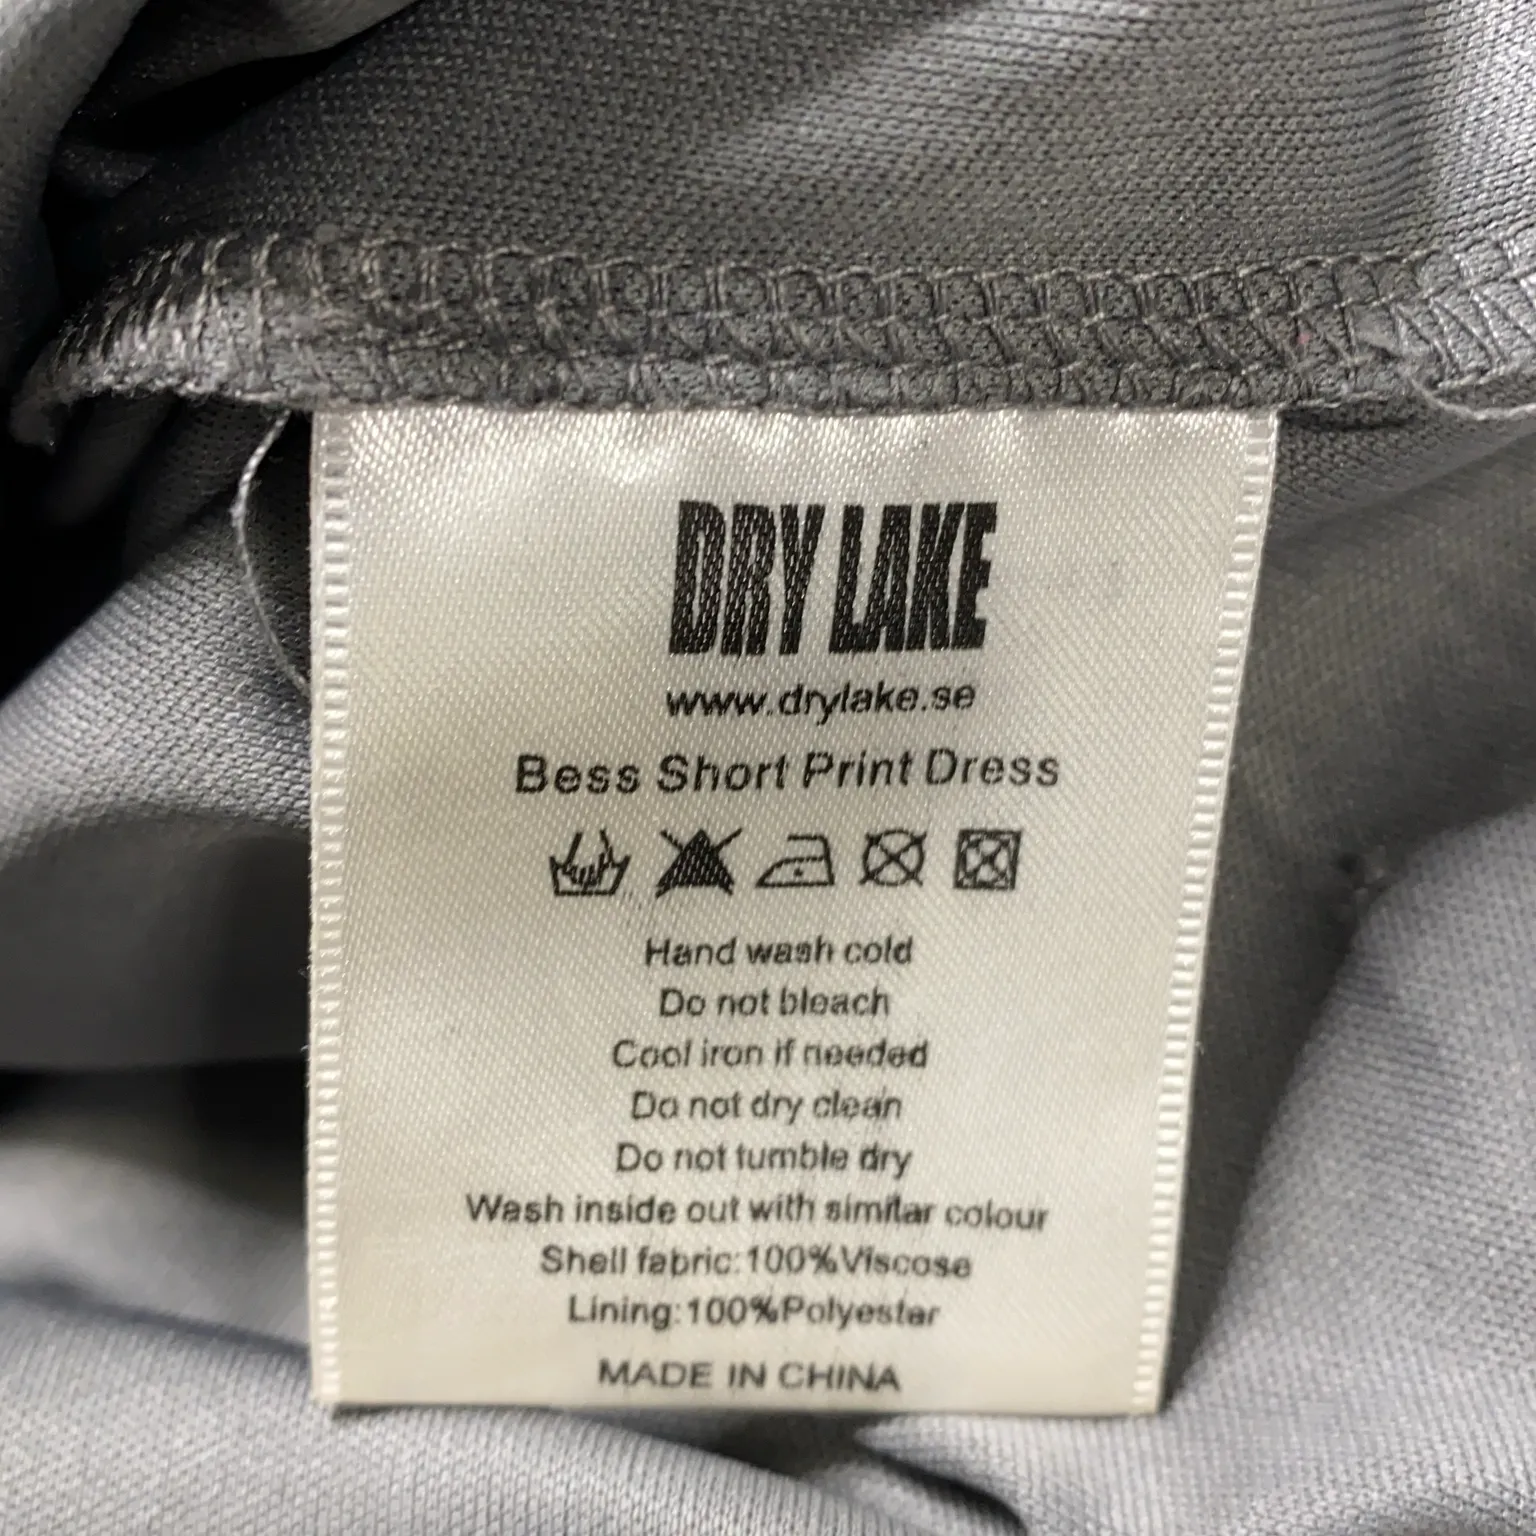 DRY LAKE
www.drylake.se
Bess Short Print Dress
Hand wash cold
Do not bleach
Cool iron if needed
Do not dry clean
Do not tumble dry
Wash inside out with similar colour
Shell fabric:100%Viscose
Lining:100%Polyester
MADE IN CHINA